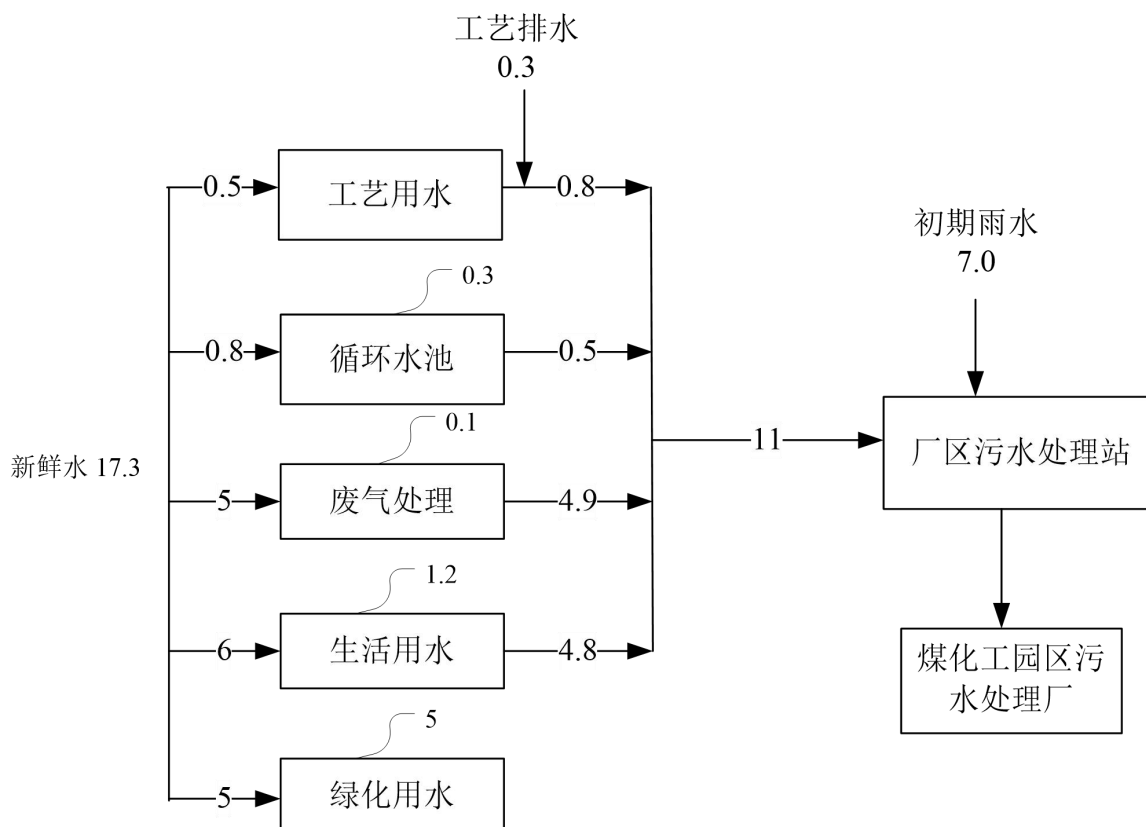 工艺排水
0.3
0.5
工艺用水
0.8
初期雨水
7.0
0.3
0.8
循环水池
0.5
0.1
新鲜水 17.3
5
废气处理
4.9
11
厂区污水处理站
1.2
6
生活用水
4.8
煤化工园区污
水处理厂
5
5
绿化用水